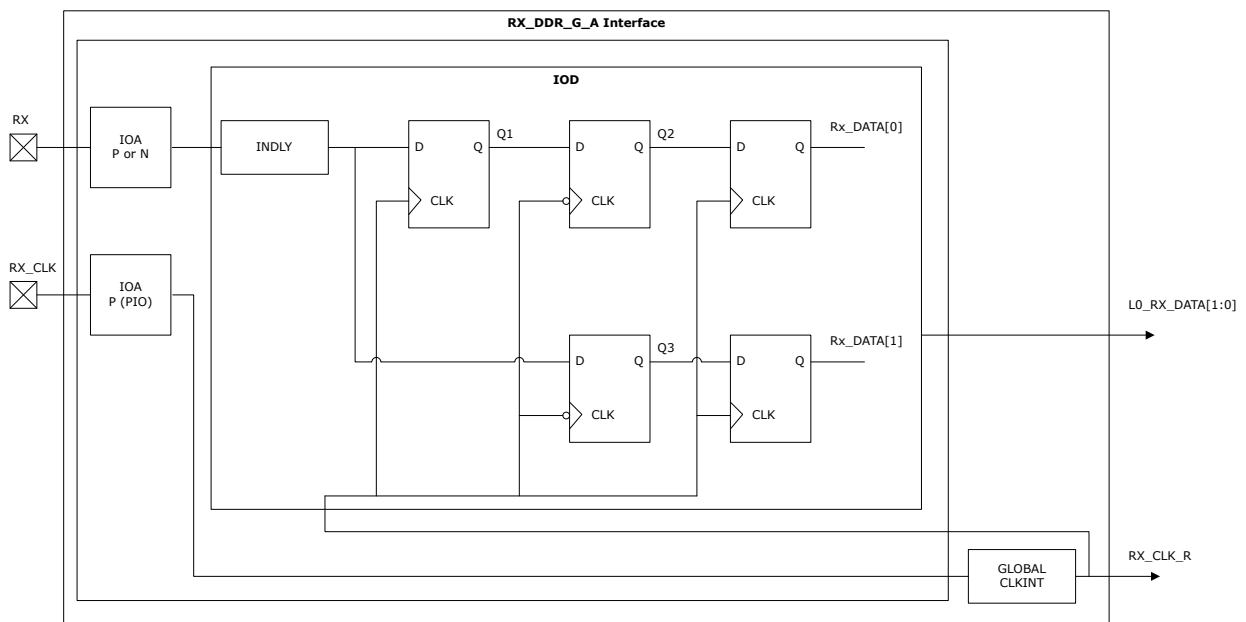 RX_DDR_G_A Interface
IOD
RX
IOA
P or N
INDLY
D
Q
CLK
Q1
D
Q
CLK
Q2
D
Q
CLK
Rx_DATA[0]
RX_CLK
IOA
P (PIO)
L0_RX_DATA[1:0]
D
Q
CLK
Q3
D
Q
CLK
Rx_DATA[1]
GLOBAL
CLKINT
RX_CLK_R